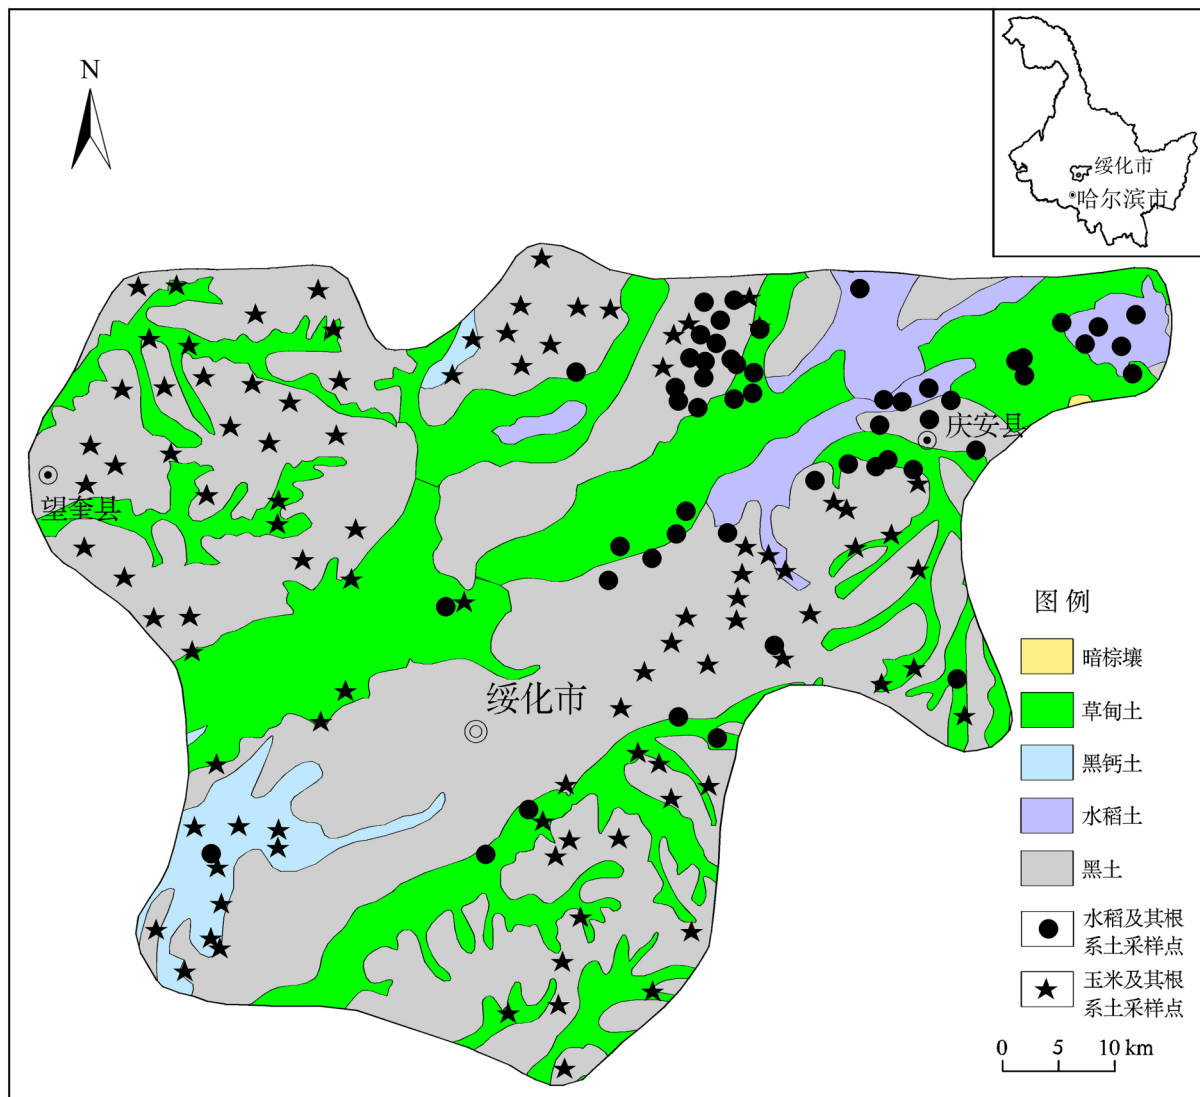 N
绥化市
哈尔滨市
庆安县
望奎县
绥化市
图 例
暗棕壤
草甸土
黑钙土
水稻土
黑土
水稻及其根
系土采样点
玉米及其根
系土采样点
0 5 10 km